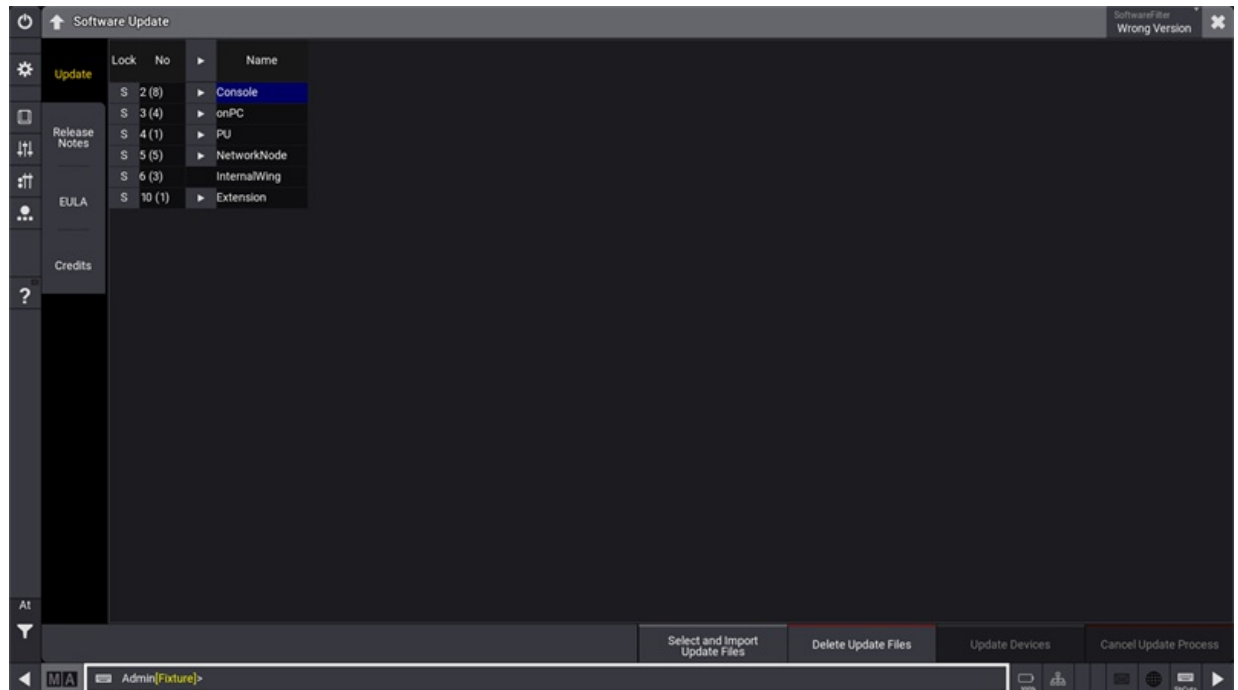 Software Update
SoftwareFilter
Wrong Version
Update
Release
Notes
EULA
Credits
Lock No Name
S 2 (8) Console
S 3 (4) onPC
S 4 (1) PU
S 5 (5) NetworkNode
S 6 (3) InternalWing
S 10 (1) Extension
?
At
Select and Import
Update Files
Delete Update Files
Update Devices
Cancel Update Process
MA
Admin[Fixture]>